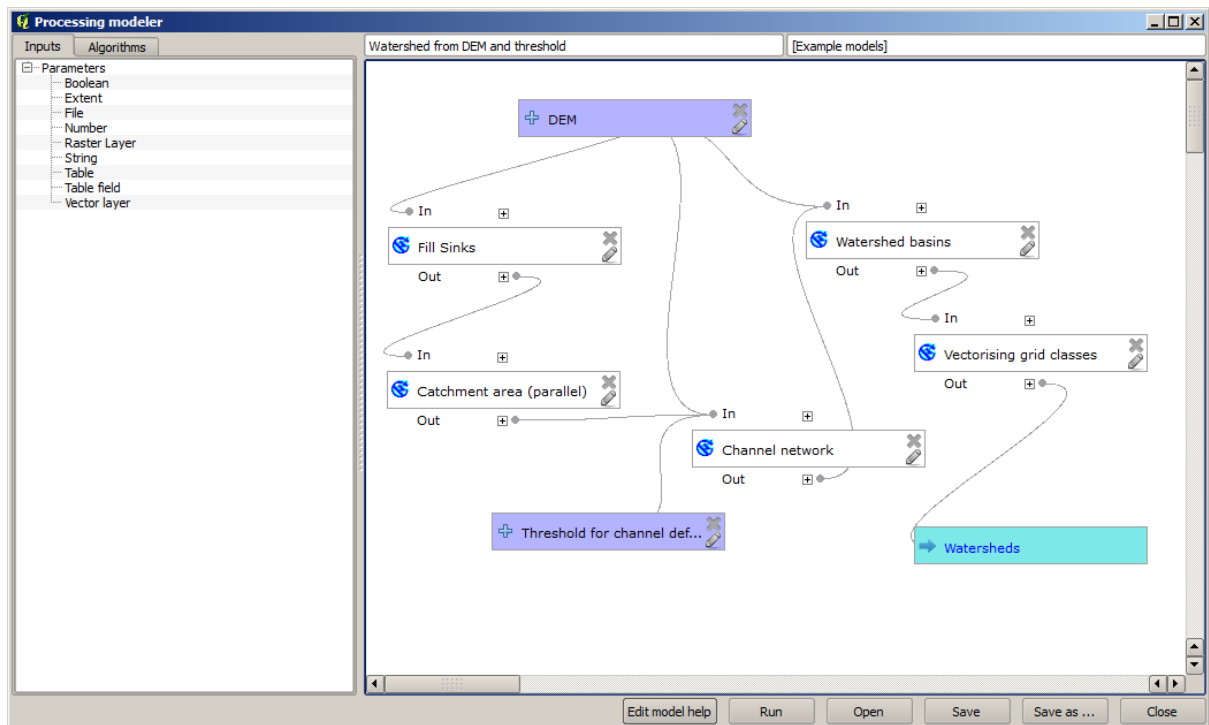 Processing modeler
Inputs
Algorithms
Watershed from DEM and threshold
[Example models]
Parameters
Boolean
Extent
File
Number
Raster Layer
String
Table
Table field
Vector layer
DEM
In
Fill Sinks
Out
In
Watershed basins
Out
In
Catchment area (parallel)
Out
In
Vectorising grid classes
Out
In
Channel network
Out
Threshold for channel def...
Watersheds
Edit model help
Run
Open
Save
Save as ...
Close